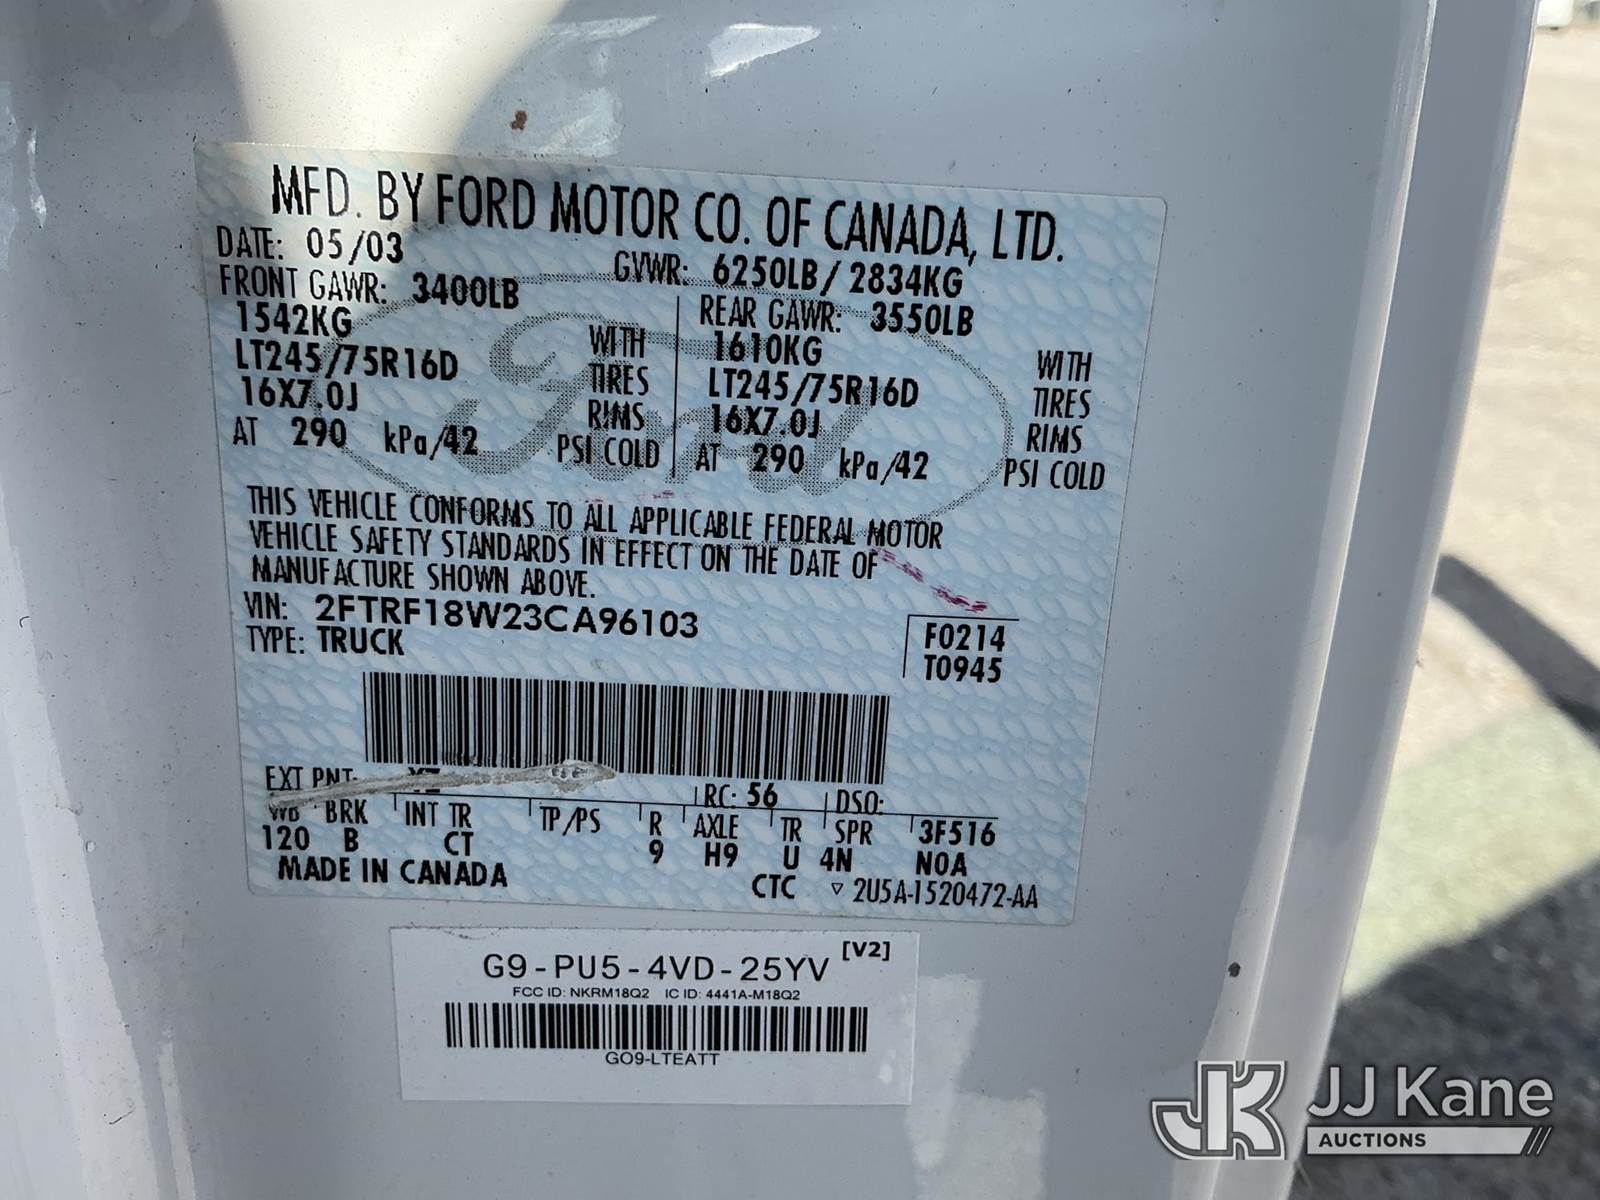 MFD. BY FORD MOTOR CO. OF CANADA, LTD.
DATE: 05/03
GVWR: 6250LB / 2834KG
FRONT GAWR: 3400LB
1542KG WITH
LT245/75R16D TIRES
16X7.0J RIMS
AT 290 kPa/42 PSI COLD
REAR GAWR: 3550LB
1610KG WITH
LT245/75R16D TIRES
16X7.0J RIMS
AT 290 kPa/42 PSI COLD
Ford
THIS VEHICLE CONFORMS TO ALL APPLICABLE FEDERAL MOTOR
VEHICLE SAFETY STANDARDS IN EFFECT ON THE DATE OF
MANUFACTURE SHOWN ABOVE.
VIN: 2FTRF18W23CA96103
TYPE: TRUCK
F0214
T0945
EXT PNT:
RC: 56 DSO:
WB BRK INT TR TP/PS R AXLE TR SPR 3F516
120 B CT 9 H9 U 4N NOA
MADE IN CANADA
CTC ▿ 2U5A-1520472-AA
G9-PU5-4VD-25YV [V2]
FCC ID: NKRM18Q2 IC ID: 4441A-M18Q2
GO9-LTEATT
JK JJ Kane
AUCTIONS